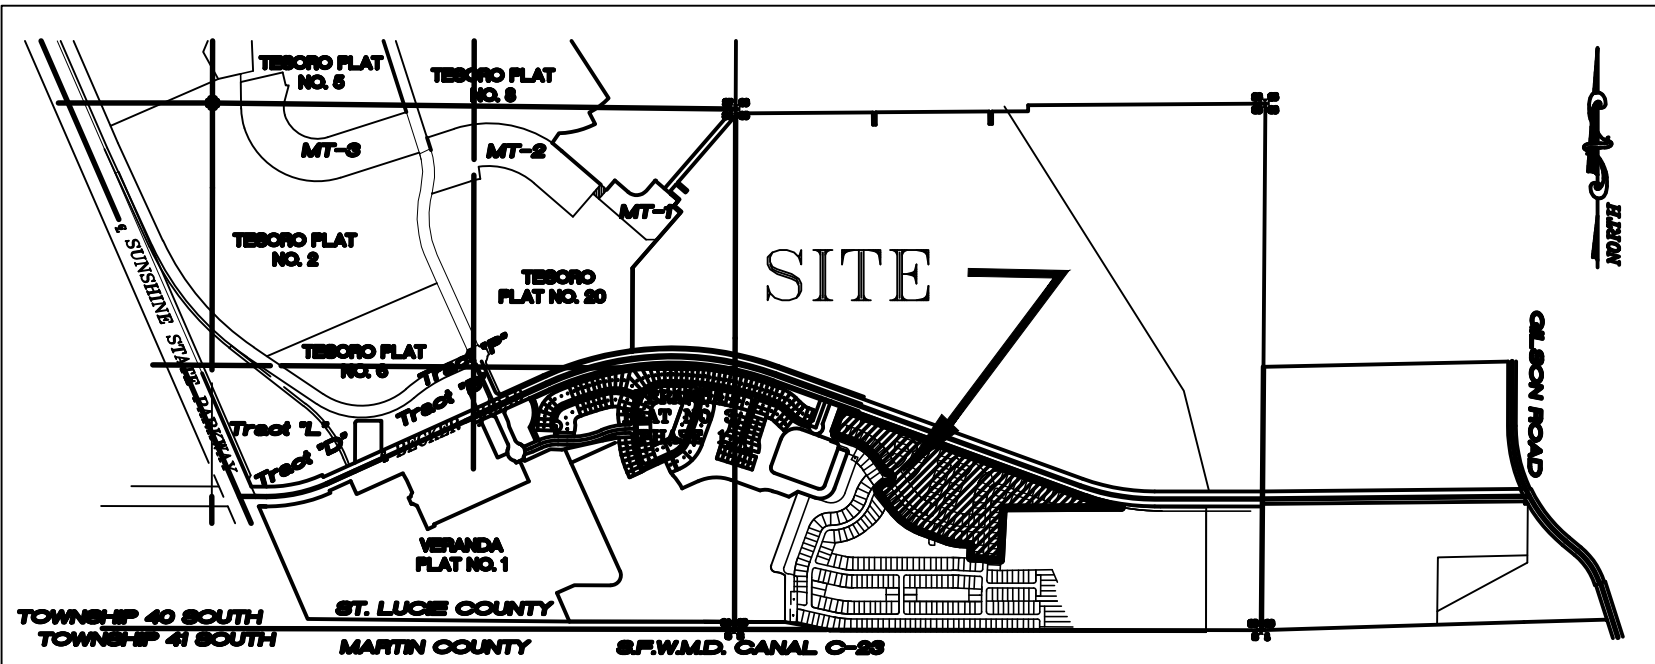 TESORO PLAT
NO. 5
TESORO PLAT
NO. 8
MT-3
MT-2
MT-1
NORTH
TESORO PLAT
NO. 2
SITE
TESORO
PLAT NO. 20
℄ SUNSHINE STATE PARKWAY
TESORO PLAT
NO. 6
GILSON ROAD
Tract "L"
Tract "D"
BECKER
VERANDA
PLAT NO. 1
TOWNSHIP 40 SOUTH
ST. LUCIE COUNTY
TOWNSHIP 41 SOUTH
MARTIN COUNTY
S.F.W.M.D. CANAL C-23